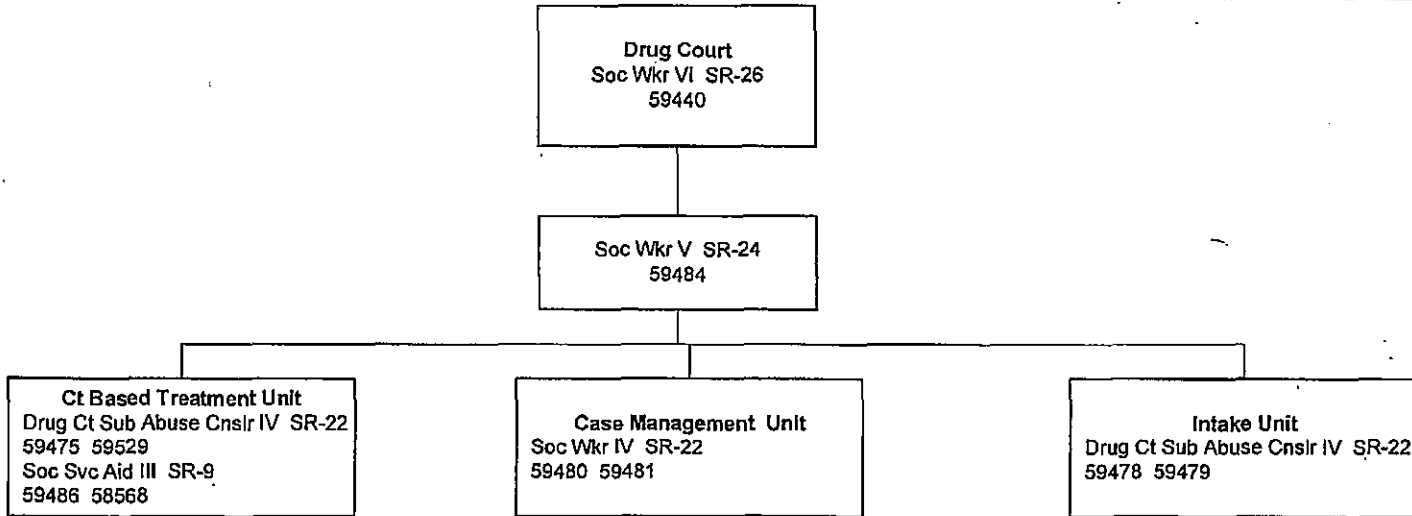 Drug Court
Soc Wkr VI SR-26
59440
Soc Wkr V SR-24
59484
Ct Based Treatment Unit
Drug Ct Sub Abuse Cnslr IV SR-22
59475 59529
Soc Svc Aid III SR-9
59486 58568
Case Management Unit
Soc Wkr IV SR-22
59480 59481
Intake Unit
Drug Ct Sub Abuse Cnslr IV SR-22
59478 59479